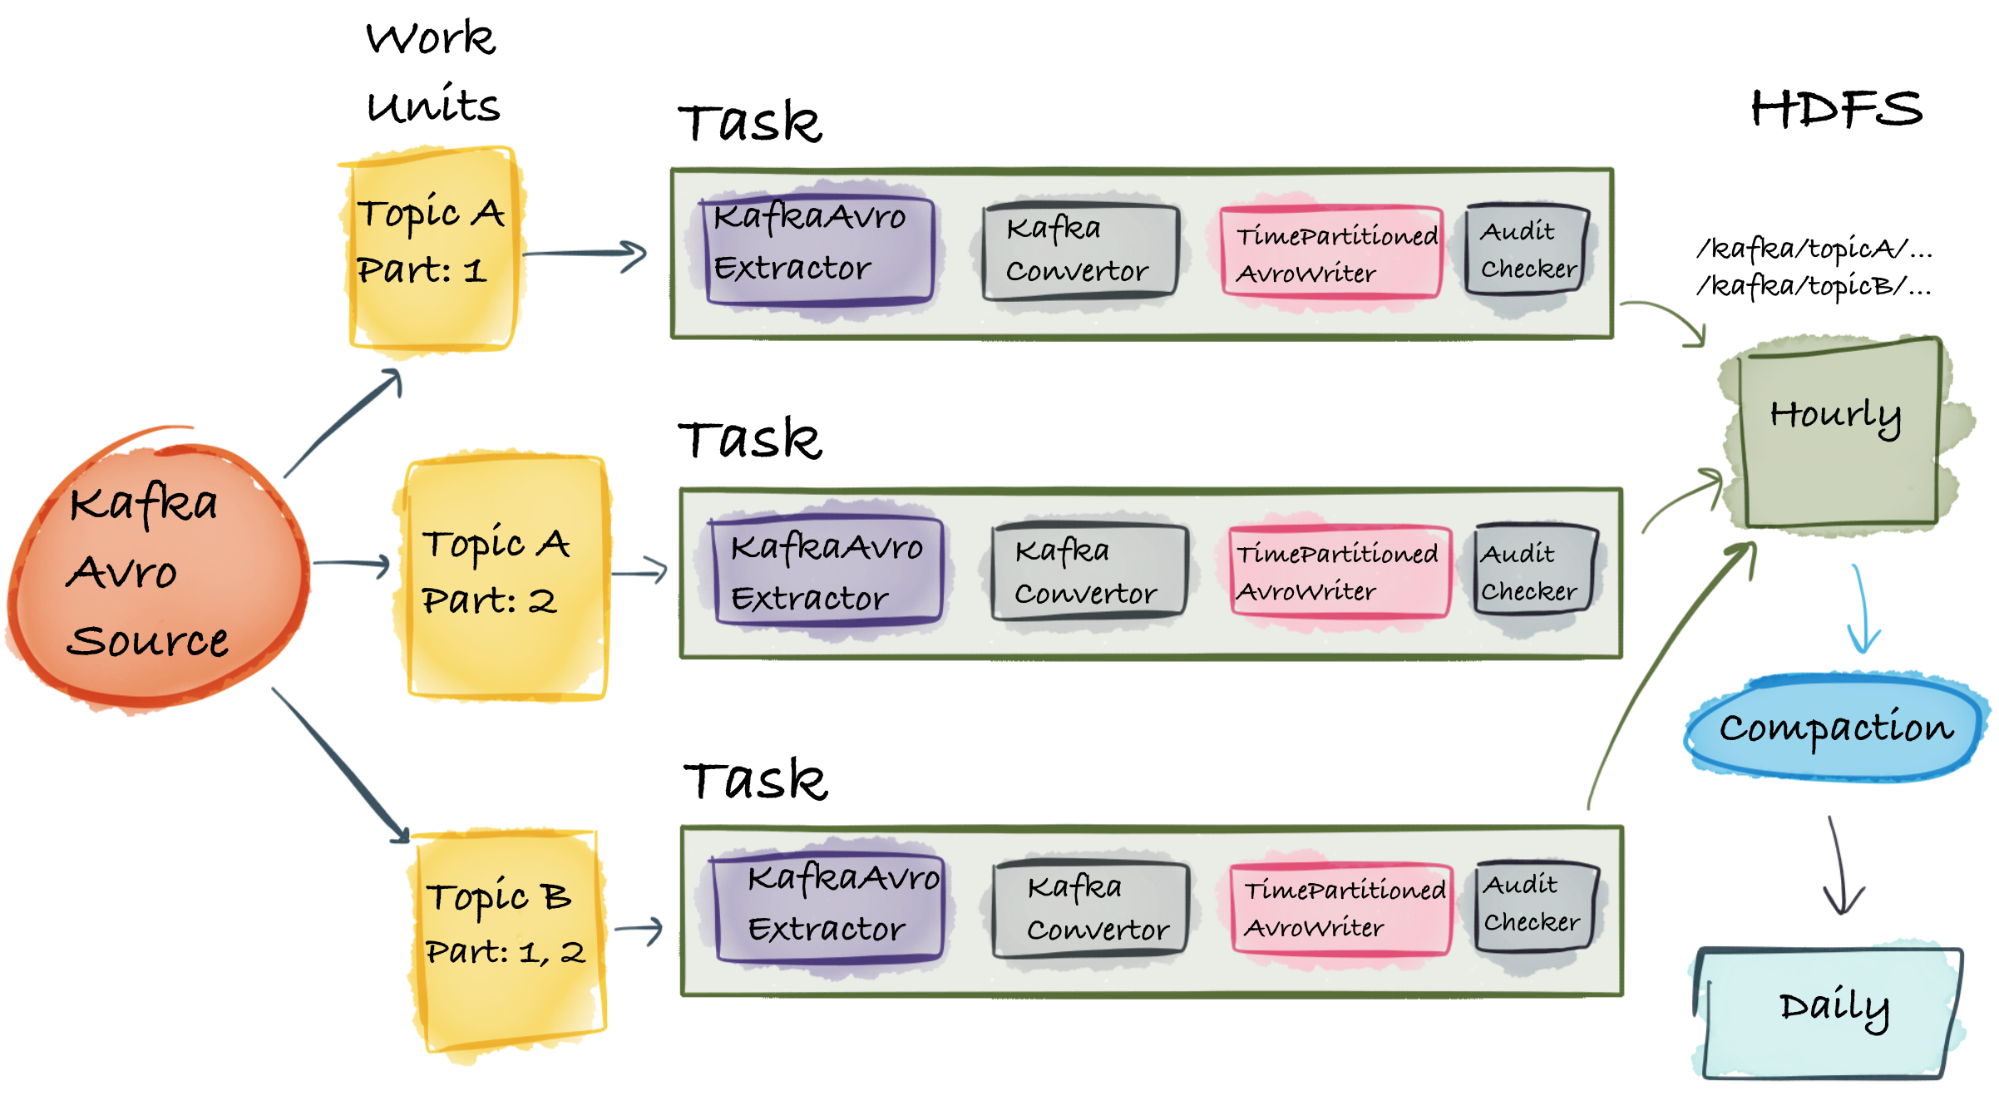 Work
Units
Topic A
Part: 1
Task
KafkaAvro
Extractor
Kafka
Convertor
TimePartitioned
AvroWriter
Audit
Checker
HDFS
/kafka/topicA/...
/kafka/topicB/...
Hourly
Kafka
Avro
Source
Topic A
Part: 2
Task
KafkaAvro
Extractor
Kafka
Convertor
TimePartitioned
AvroWriter
Audit
Checker
Compaction
Topic B
Part: 1, 2
Task
KafkaAvro
Extractor
Kafka
Convertor
TimePartitioned
AvroWriter
Audit
Checker
Daily